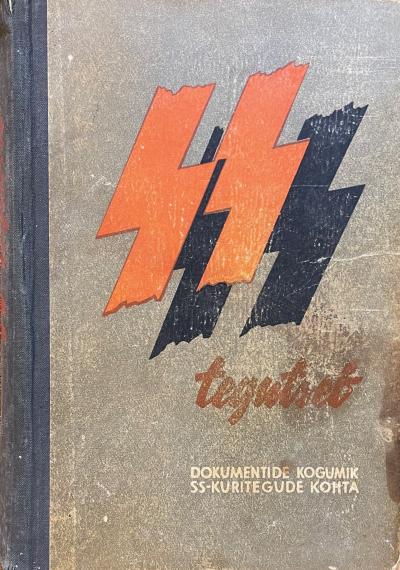 SS
tegutseb
DOKUMENTIDE KOGUMIK
SS-KURITEGUDE KOHTA